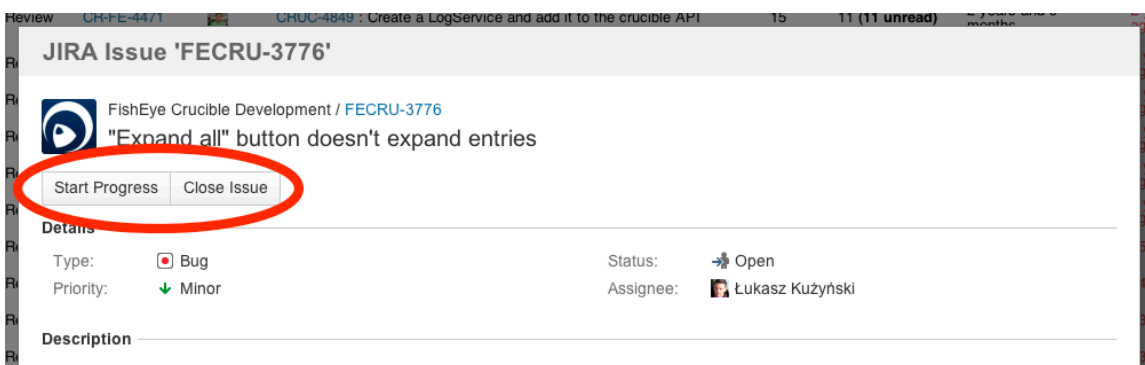 Review CH-FE-4471 CRUC-4849 : Create a LogService and add it to the crucible API 15 11 (11 unread)
months
JIRA Issue 'FECRU-3776'
FishEye Crucible Development / FECRU-3776
"Expand all" button doesn't expand entries
Start Progress Close Issue
Details
Type: Bug Status: Open
Priority: Minor Assignee: Łukasz Kużyński
Description